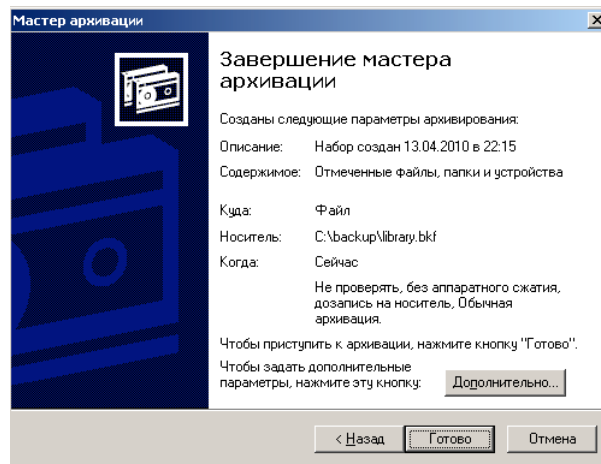 Мастер архивации
Завершение мастера
архивации
Созданы следующие параметры архивирования:
Описание: Набор создан 13.04.2010 в 22:15
Содержимое: Отмеченные файлы, папки и устройства
Куда: Файл
Носитель: C:\backup\library.bkf
Когда: Сейчас
Не проверять, без аппаратного сжатия,
дозапись на носитель, Обычная
архивация.
Чтобы приступить к архивации, нажмите кнопку "Готово".
Чтобы задать дополнительные
параметры, нажмите эту кнопку: Дополнительно...
< Назад Готово Отмена